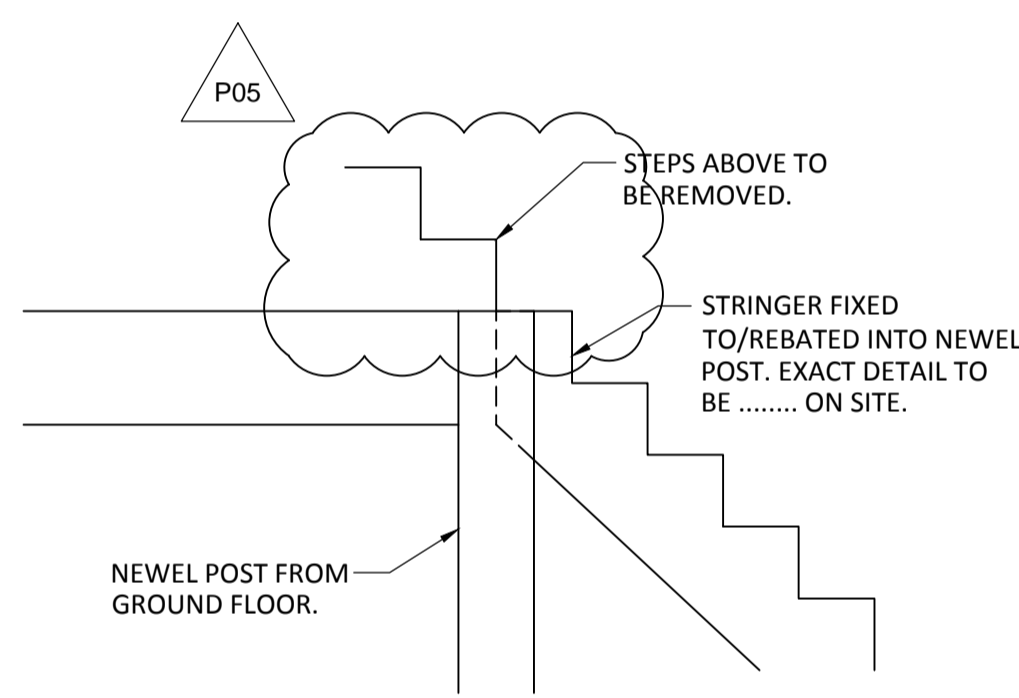 P05
STEPS ABOVE TO
BE REMOVED.
STRINGER FIXED
TO/REBATED INTO NEWEL
POST. EXACT DETAIL TO
BE ........ ON SITE.
NEWEL POST FROM
GROUND FLOOR.